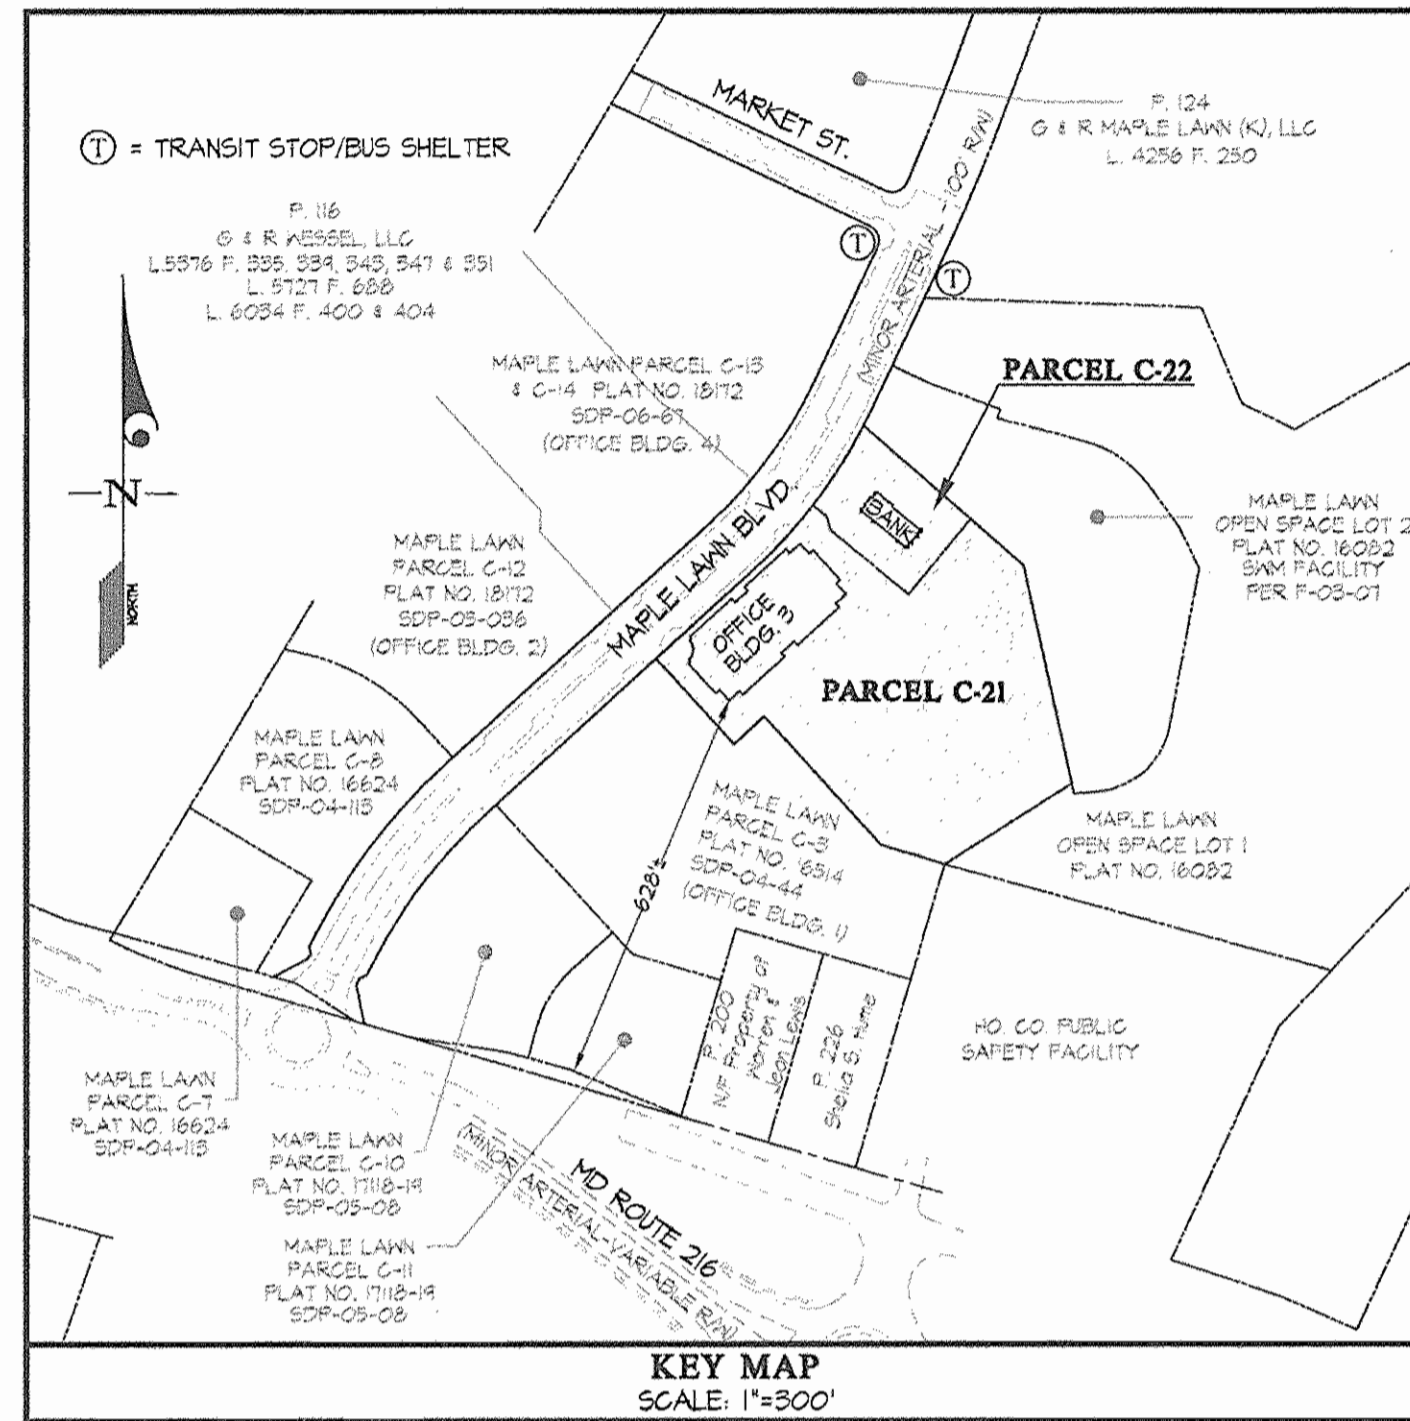 MARKET ST.
P. 124
G & R MAPLE LAWN (K), LLC
L. 4256 F. 250
Ⓣ = TRANSIT STOP/BUS SHELTER
P. 116
G & R WESSEL, LLC
L.5376 F. 335, 339, 343, 347 & 351
L. 5727 F. 688
L. 6034 F. 400 & 404
T
T
(MINOR ARTERIAL - 100' R/W)
MAPLE LAWN PARCEL C-13
& C-14 PLAT NO. 18172
SDP-06-67
(OFFICE BLDG. 4)
PARCEL C-22
N
NORTH
BANK
MAPLE LAWN BLVD.
MAPLE LAWN
OPEN SPACE LOT 2
PLAT NO. 16082
SWM FACILITY
PER F-03-07
MAPLE LAWN
PARCEL C-12
PLAT NO. 18172
SDP-05-036
(OFFICE BLDG. 2)
OFFICE
BLDG. 3
PARCEL C-21
MAPLE LAWN
PARCEL C-8
PLAT NO. 16624
SDP-04-113
MAPLE LAWN
PARCEL C-3
PLAT NO. 16514
SDP-04-44
(OFFICE BLDG. 1)
628'±
MAPLE LAWN
OPEN SPACE LOT 1
PLAT NO. 16082
P. 200
N/F Property of
Warren &
Jean Lewis
P. 226
Sheila S. Hume
HO. CO. PUBLIC
SAFETY FACILITY
MAPLE LAWN
PARCEL C-7
PLAT NO. 16624
SDP-04-113
MAPLE LAWN
PARCEL C-10
PLAT NO. 17118-19
SDP-05-08
MAPLE LAWN
PARCEL C-11
PLAT NO. 17118-19
SDP-05-08
MD ROUTE 216
(MINOR ARTERIAL-VARIABLE R/W)
KEY MAP
SCALE: 1"=300'